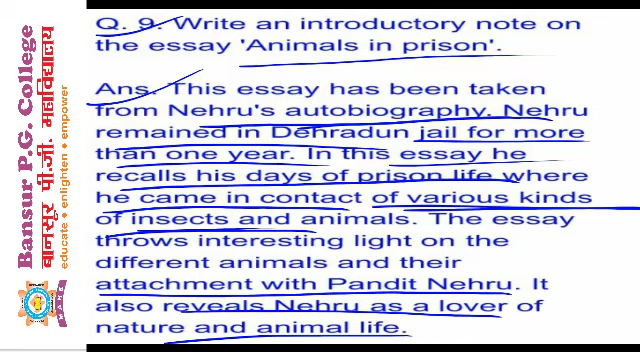 Q. 9. Write an introductory note on
the essay 'Animals in prison'.
Ans. This essay has been taken
from Nehru's autobiography. Nehru
remained in Dehradun jail for more
than one year. In this essay he
recalls his days of prison life where
he came in contact of various kinds
of insects and animals. The essay
throws interesting light on the
different animals and their
attachment with Pandit Nehru. It
also reveals Nehru as a lover of
nature and animal life.
Bansur P.G. College
बानसूर पी.जी. महाविद्यालय
educate • enlighten • empower